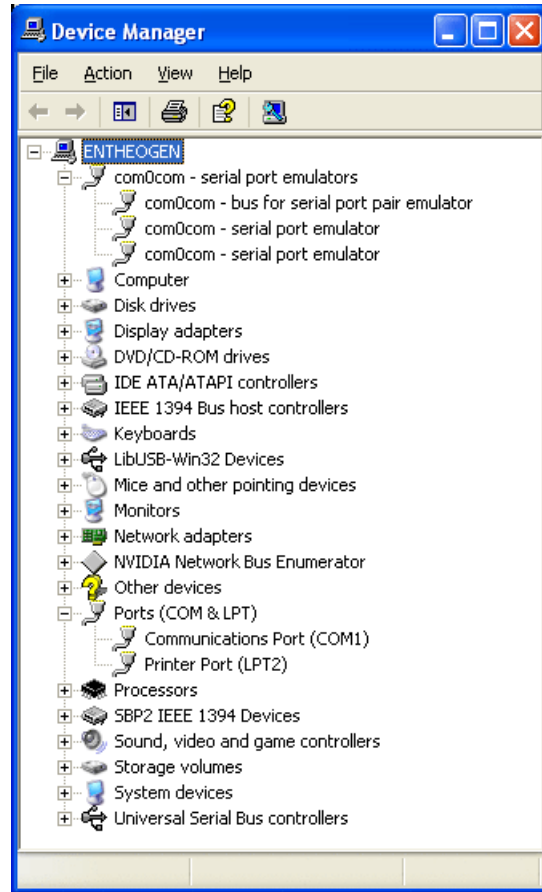 Device Manager
File Action View Help
ENTHEOGEN
com0com - serial port emulators
com0com - bus for serial port pair emulator
com0com - serial port emulator
com0com - serial port emulator
Computer
Disk drives
Display adapters
DVD/CD-ROM drives
IDE ATA/ATAPI controllers
IEEE 1394 Bus host controllers
Keyboards
LibUSB-Win32 Devices
Mice and other pointing devices
Monitors
Network adapters
NVIDIA Network Bus Enumerator
Other devices
Ports (COM & LPT)
Communications Port (COM1)
Printer Port (LPT2)
Processors
SBP2 IEEE 1394 Devices
Sound, video and game controllers
Storage volumes
System devices
Universal Serial Bus controllers